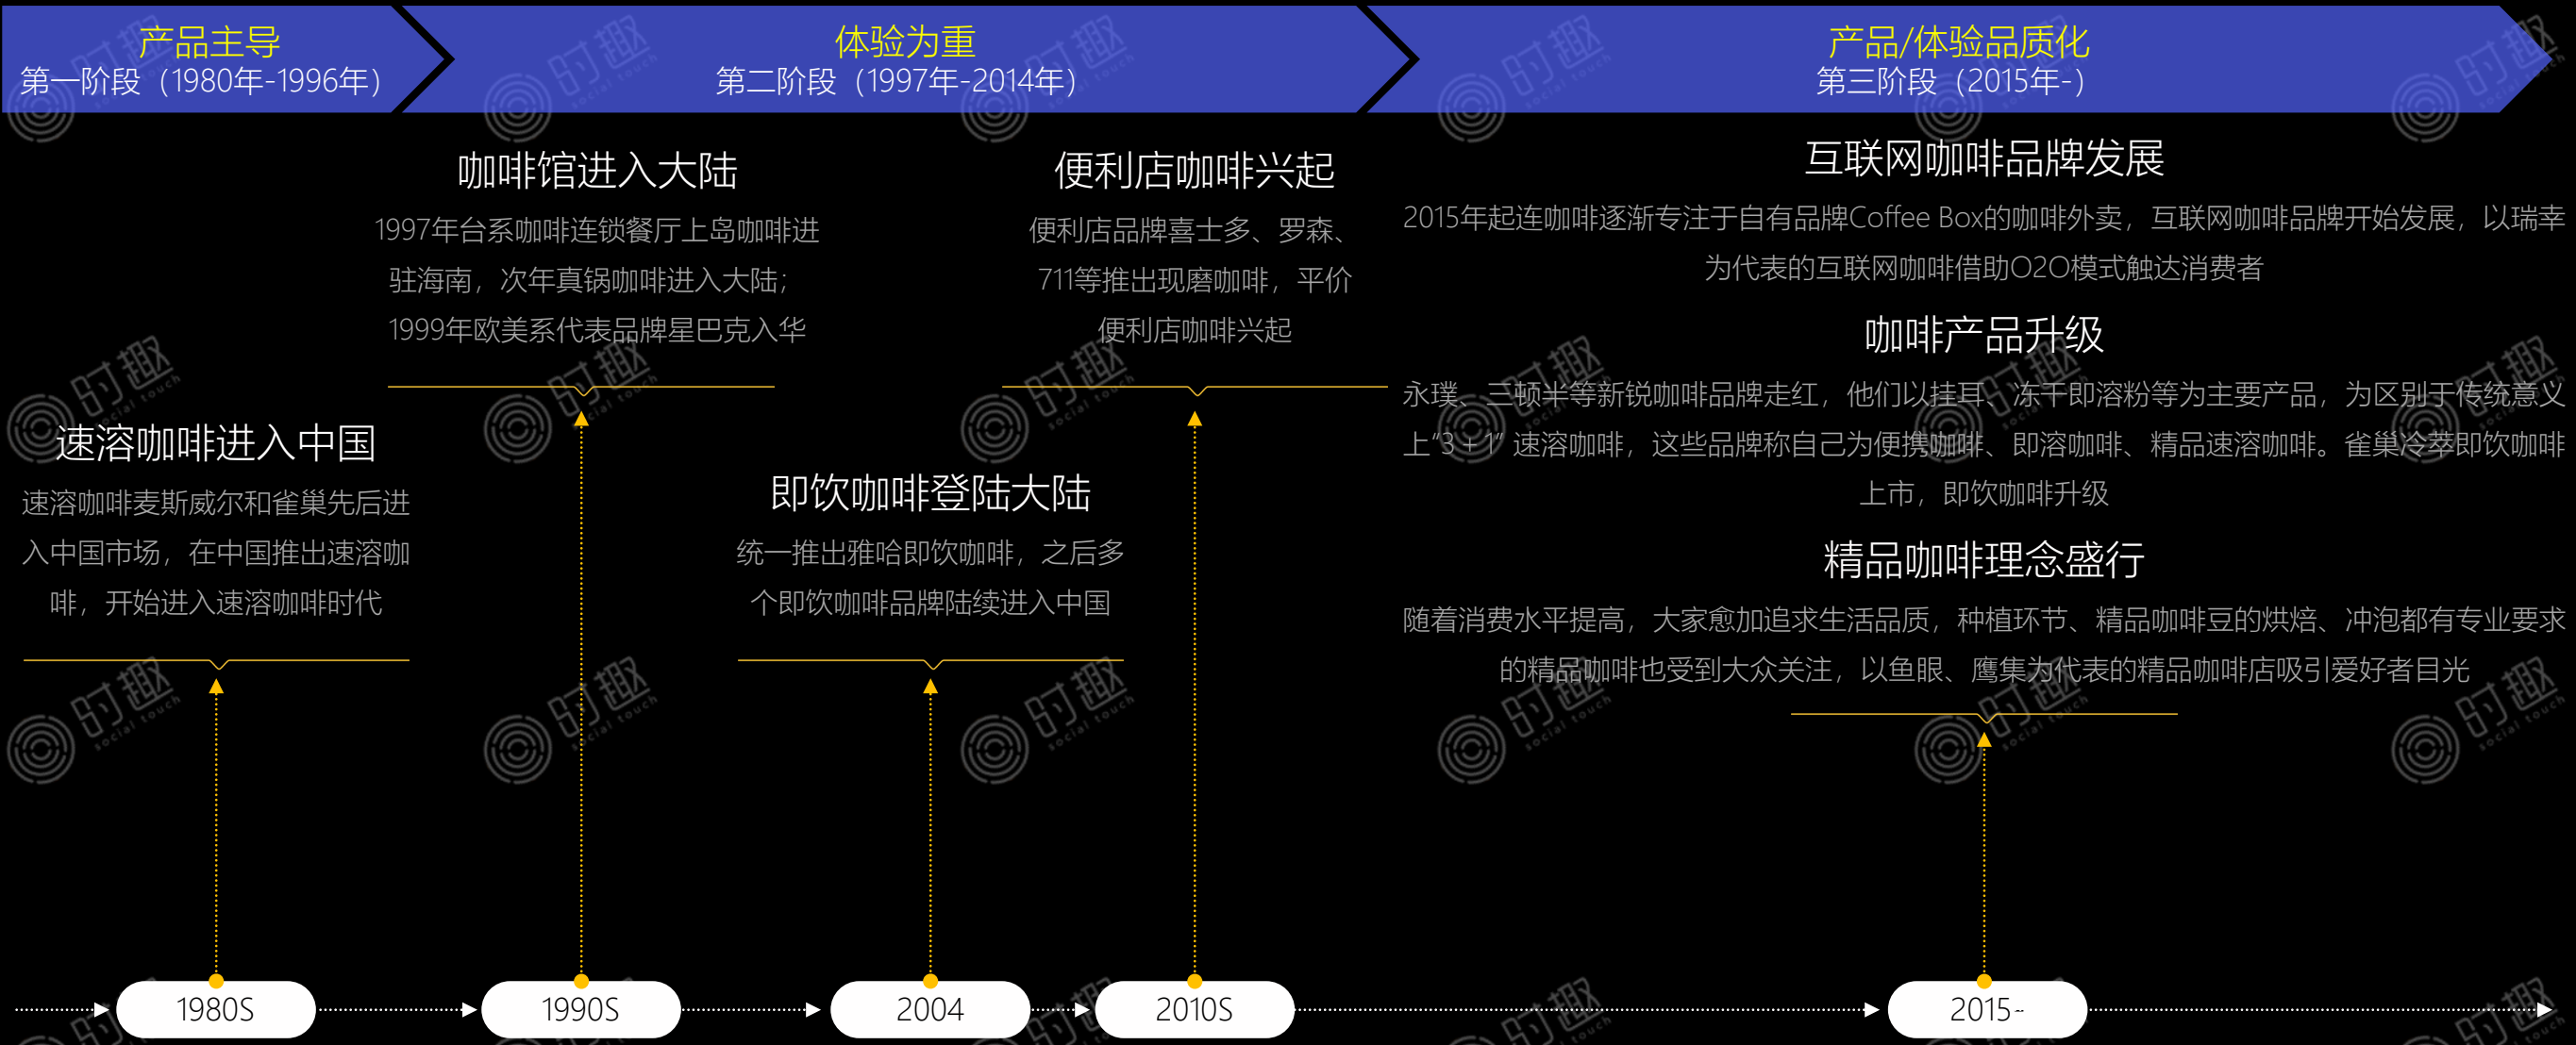 产品主导
第一阶段（1980年-1996年）
体验为重
第二阶段（1997年-2014年）
产品/体验品质化
第三阶段（2015年-）
速溶咖啡进入中国
速溶咖啡麦斯威尔和雀巢先后进
入中国市场，在中国推出速溶咖
啡，开始进入速溶咖啡时代
咖啡馆进入大陆
1997年台系咖啡连锁餐厅上岛咖啡进
驻海南，次年真锅咖啡进入大陆；
1999年欧美系代表品牌星巴克入华
即饮咖啡登陆大陆
统一推出雅哈即饮咖啡，之后多
个即饮咖啡品牌陆续进入中国
便利店咖啡兴起
便利店品牌喜士多、罗森、
711等推出现磨咖啡，平价
便利店咖啡兴起
互联网咖啡品牌发展
2015年起连咖啡逐渐专注于自有品牌Coffee Box的咖啡外卖，互联网咖啡品牌开始发展，以瑞幸
为代表的互联网咖啡借助O2O模式触达消费者
咖啡产品升级
永璞、三顿半等新锐咖啡品牌走红，他们以挂耳、冻干即溶粉等为主要产品，为区别于传统意义
上“3＋1”速溶咖啡，这些品牌称自己为便携咖啡、即溶咖啡、精品速溶咖啡。雀巢冷萃即饮咖啡
上市，即饮咖啡升级
精品咖啡理念盛行
随着消费水平提高，大家愈加追求生活品质，种植环节、精品咖啡豆的烘焙、冲泡都有专业要求
的精品咖啡也受到大众关注，以鱼眼、鹰集为代表的精品咖啡店吸引爱好者目光
1980S
1990S
2004
2010S
2015-
时趣
social touch